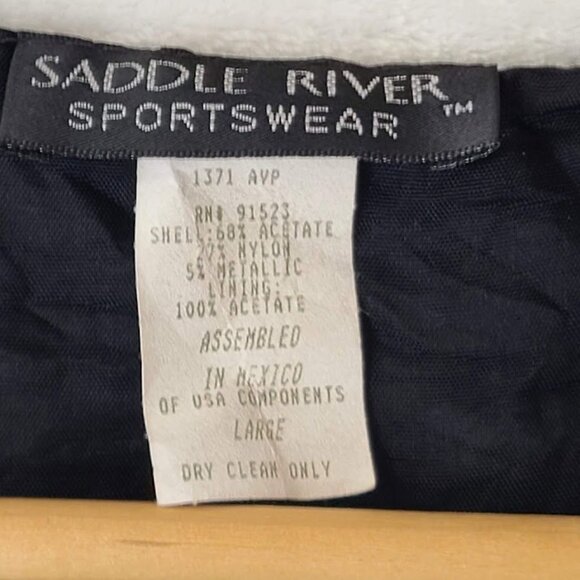 SADDLE RIVER
SPORTSWEAR ™
1371 AVP
RN# 91523
SHELL:68% ACETATE
27% NYLON
5% METALLIC
LINING:
100% ACETATE
ASSEMBLED
IN MEXICO
OF USA COMPONENTS
LARGE
DRY CLEAN ONLY